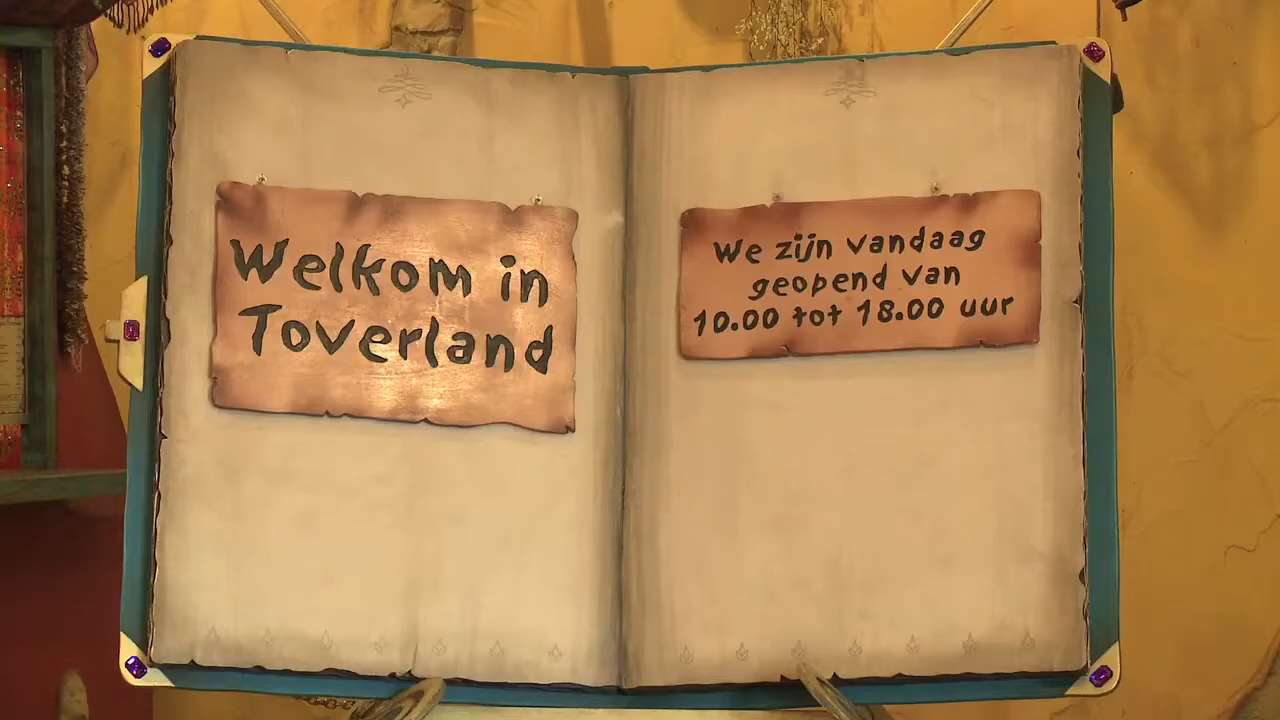 Welkom in
Toverland
We zijn vandaag
geopend van
10.00 tot 18.00 uur